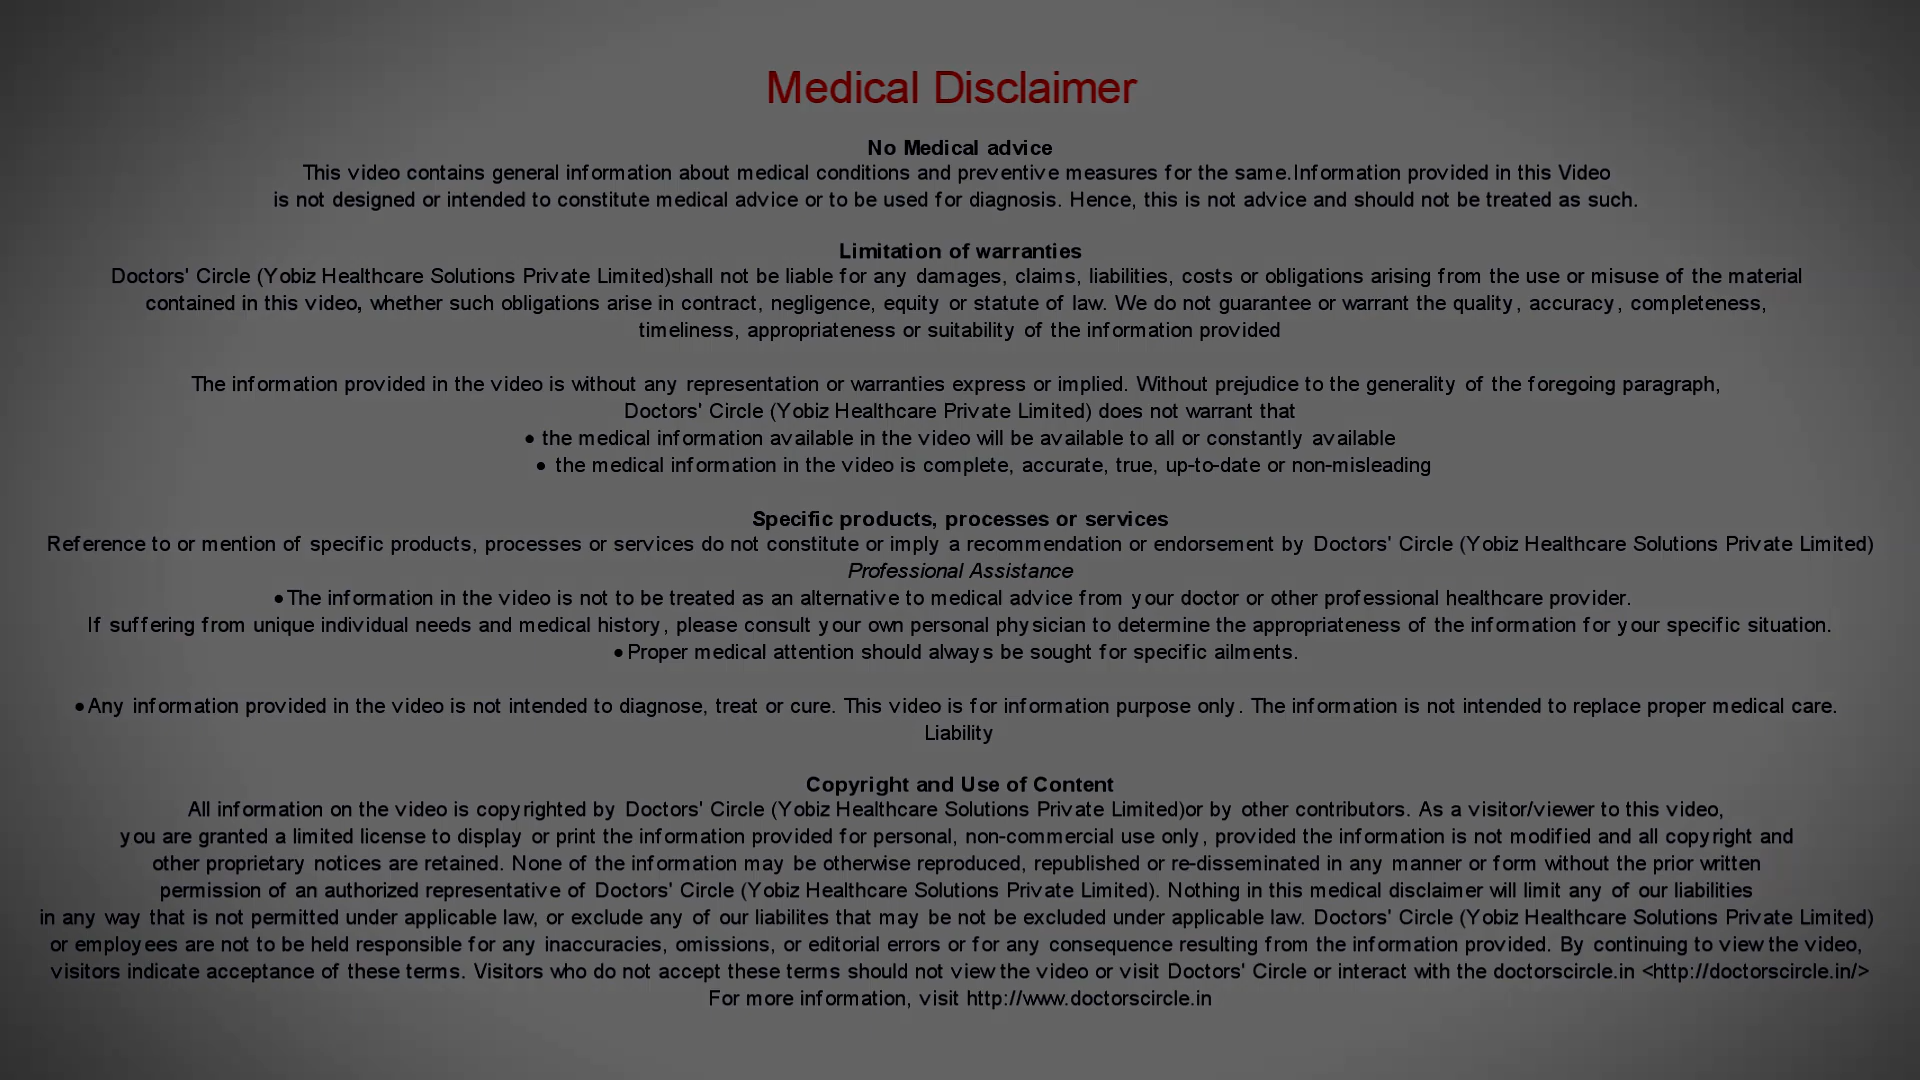 Medical Disclaimer
No Medical advice
This video contains general information about medical conditions and preventive measures for the same.Information provided in this Video
is not designed or intended to constitute medical advice or to be used for diagnosis. Hence, this is not advice and should not be treated as such.
Limitation of warranties
Doctors' Circle (Yobiz Healthcare Solutions Private Limited)shall not be liable for any damages, claims, liabilities, costs or obligations arising from the use or misuse of the material
contained in this video, whether such obligations arise in contract, negligence, equity or statute of law. We do not guarantee or warrant the quality, accuracy, completeness,
timeliness, appropriateness or suitability of the information provided
The information provided in the video is without any representation or warranties express or implied. Without prejudice to the generality of the foregoing paragraph,
Doctors' Circle (Yobiz Healthcare Private Limited) does not warrant that
• the medical information available in the video will be available to all or constantly available
• the medical information in the video is complete, accurate, true, up-to-date or non-misleading
Specific products, processes or services
Reference to or mention of specific products, processes or services do not constitute or imply a recommendation or endorsement by Doctors' Circle (Yobiz Healthcare Solutions Private Limited)
Professional Assistance
•The information in the video is not to be treated as an alternative to medical advice from your doctor or other professional healthcare provider.
If suffering from unique individual needs and medical history, please consult your own personal physician to determine the appropriateness of the information for your specific situation.
•Proper medical attention should always be sought for specific ailments.
•Any information provided in the video is not intended to diagnose, treat or cure. This video is for information purpose only. The information is not intended to replace proper medical care.
Liability
Copyright and Use of Content
All information on the video is copyrighted by Doctors' Circle (Yobiz Healthcare Solutions Private Limited)or by other contributors. As a visitor/viewer to this video,
you are granted a limited license to display or print the information provided for personal, non-commercial use only, provided the information is not modified and all copyright and
other proprietary notices are retained. None of the information may be otherwise reproduced, republished or re-disseminated in any manner or form without the prior written
permission of an authorized representative of Doctors' Circle (Yobiz Healthcare Solutions Private Limited). Nothing in this medical disclaimer will limit any of our liabilities
in any way that is not permitted under applicable law, or exclude any of our liabilites that may be not be excluded under applicable law. Doctors' Circle (Yobiz Healthcare Solutions Private Limited)
or employees are not to be held responsible for any inaccuracies, omissions, or editorial errors or for any consequence resulting from the information provided. By continuing to view the video,
visitors indicate acceptance of these terms. Visitors who do not accept these terms should not view the video or visit Doctors' Circle or interact with the doctorscircle.in <http://doctorscircle.in/>
For more information, visit http://www.doctorscircle.in